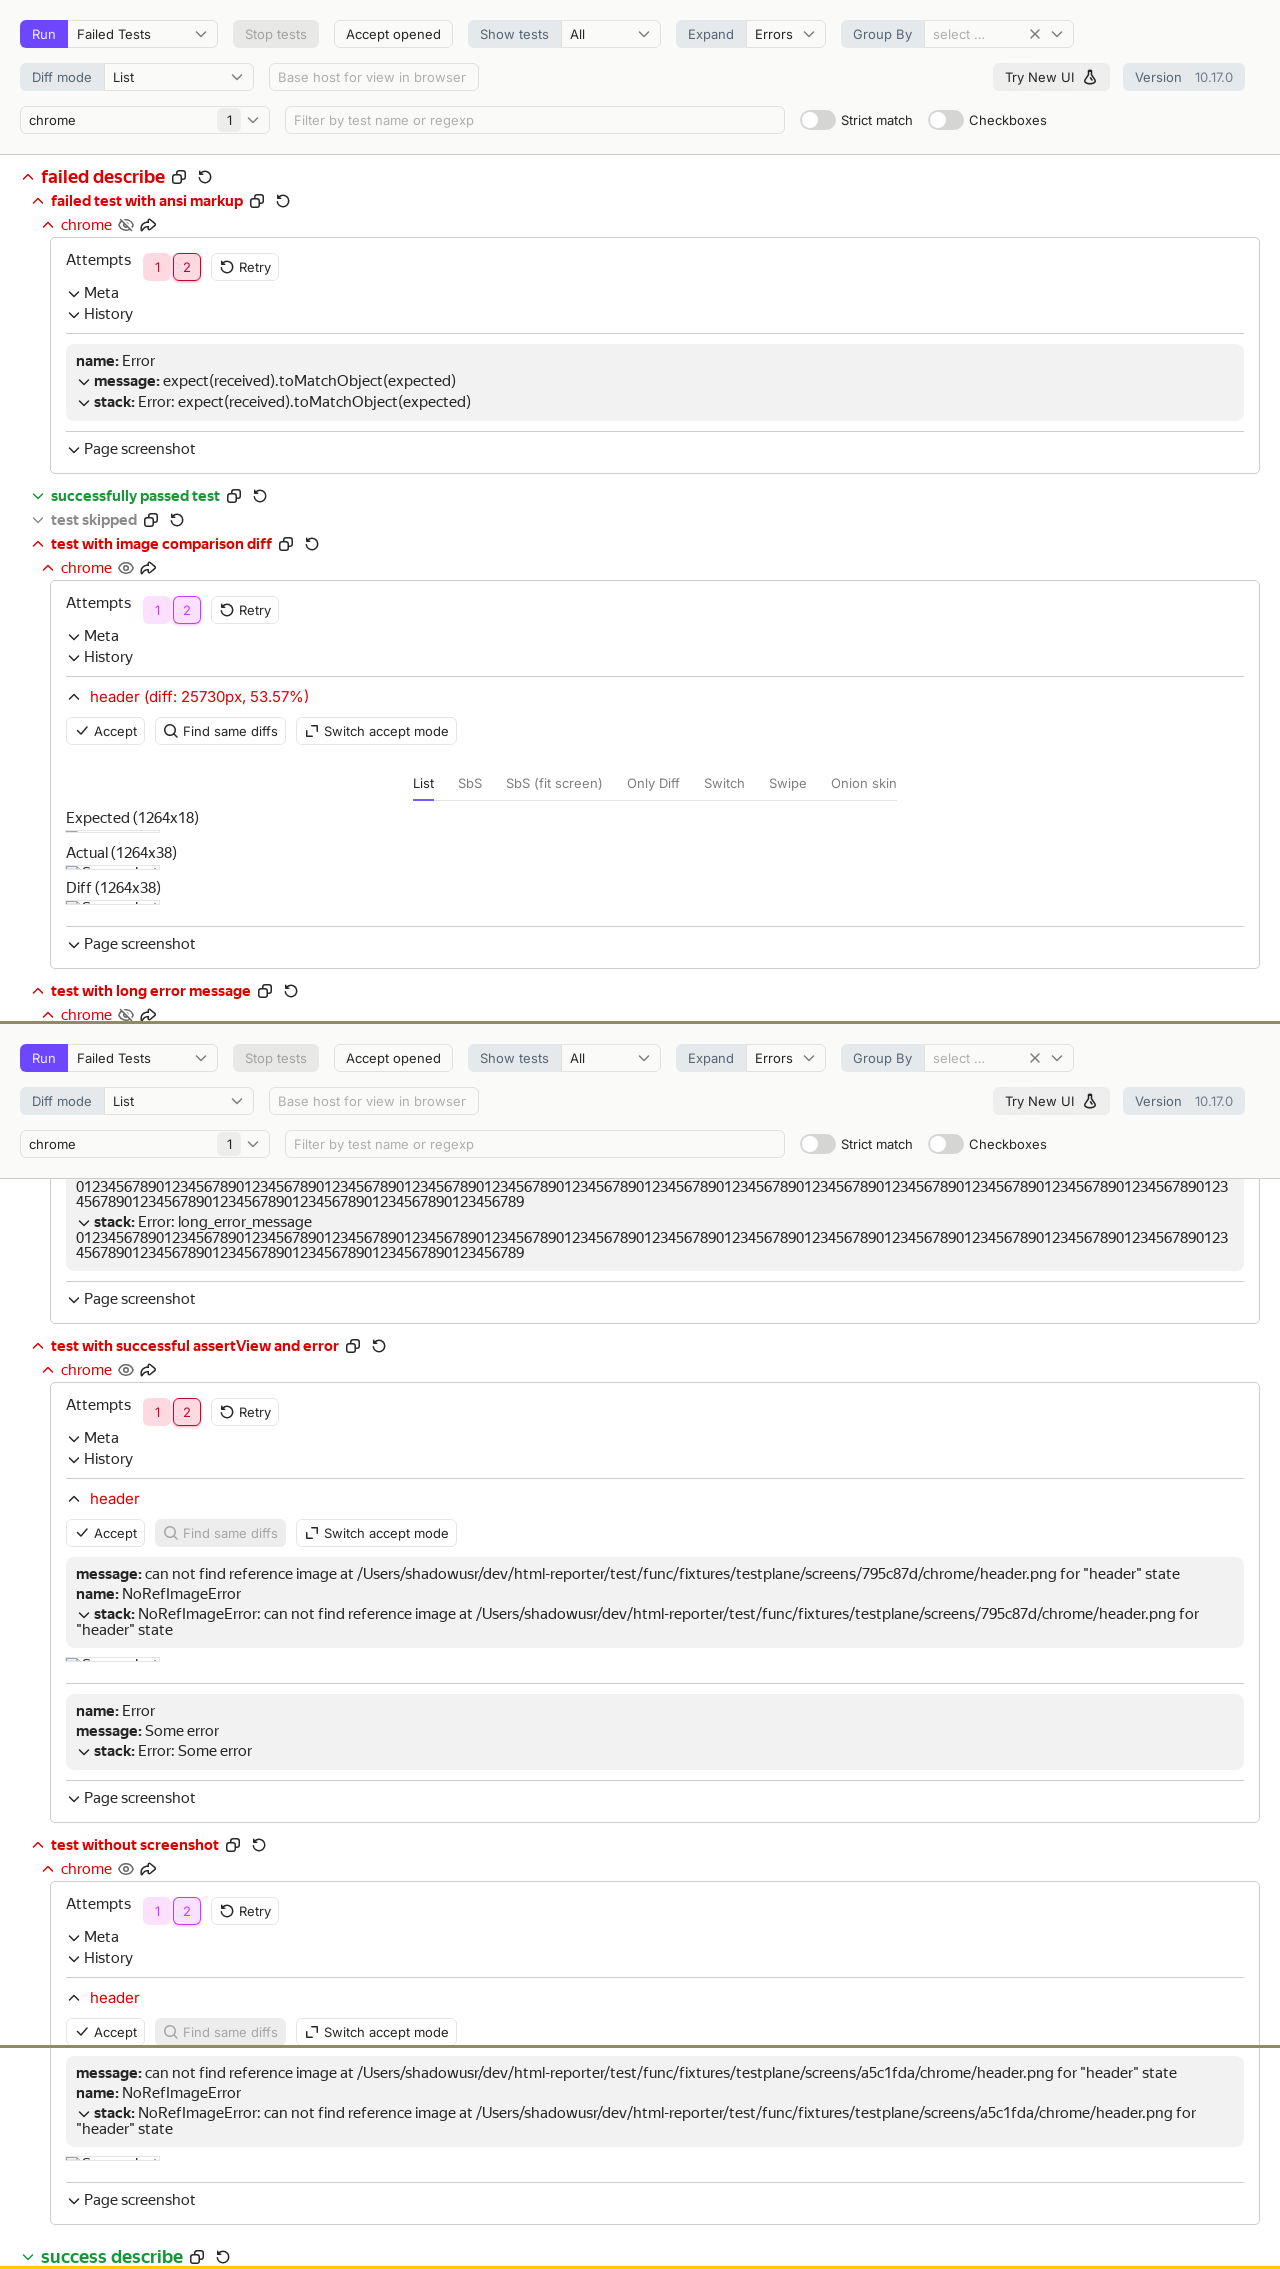 Run Failed Tests Stop tests Accept opened Show tests All Expand Errors Group By select ...
Diff mode List Base host for view in browser Try New UI Version 10.17.0
chrome 1 Filter by test name or regexp Strict match Checkboxes
failed describe
failed test with ansi markup
chrome
Attempts 1 2 Retry
Meta
History
name: Error
message: expect(received).toMatchObject(expected)
stack: Error: expect(received).toMatchObject(expected)
Page screenshot
successfully passed test
test skipped
test with image comparison diff
chrome
Attempts 1 2 Retry
Meta
History
header (diff: 25730px, 53.57%)
Accept Find same diffs Switch accept mode
List SbS SbS (fit screen) Only Diff Switch Swipe Onion skin
Expected (1264x18)
Actual (1264x38)
Diff (1264x38)
Page screenshot
test with long error message
chrome
Run Failed Tests Stop tests Accept opened Show tests All Expand Errors Group By select ...
Diff mode List Base host for view in browser Try New UI Version 10.17.0
chrome 1 Filter by test name or regexp Strict match Checkboxes
stack: Error: long_error_message
Page screenshot
test with successful assertView and error
chrome
Attempts 1 2 Retry
Meta
History
header
Accept Find same diffs Switch accept mode
message: can not find reference image at /Users/shadowusr/dev/html-reporter/test/func/fixtures/testplane/screens/795c87d/chrome/header.png for "header" state
name: NoRefImageError
stack: NoRefImageError: can not find reference image at /Users/shadowusr/dev/html-reporter/test/func/fixtures/testplane/screens/795c87d/chrome/header.png for
"header" state
name: Error
message: Some error
stack: Error: Some error
Page screenshot
test without screenshot
chrome
Attempts 1 2 Retry
Meta
History
header
Accept Find same diffs Switch accept mode
message: can not find reference image at /Users/shadowusr/dev/html-reporter/test/func/fixtures/testplane/screens/a5c1fda/chrome/header.png for "header" state
name: NoRefImageError
stack: NoRefImageError: can not find reference image at /Users/shadowusr/dev/html-reporter/test/func/fixtures/testplane/screens/a5c1fda/chrome/header.png for
"header" state
Page screenshot
success describe